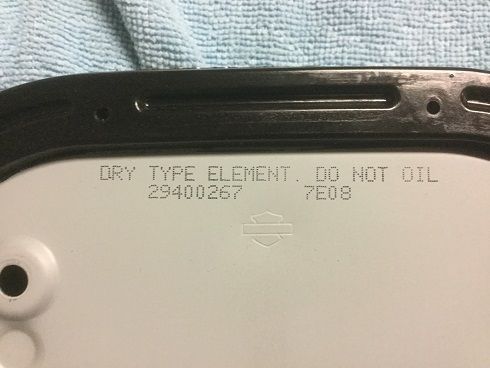 DRY TYPE ELEMENT. DO NOT OIL
29400267 7E08